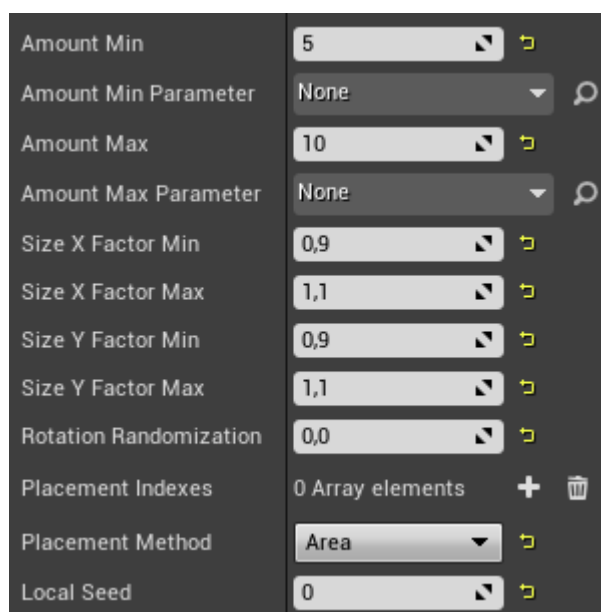 Amount Min 5
Amount Min Parameter None
Amount Max 10
Amount Max Parameter None
Size X Factor Min 0,9
Size X Factor Max 1,1
Size Y Factor Min 0,9
Size Y Factor Max 1,1
Rotation Randomization 0,0
Placement Indexes 0 Array elements
Placement Method Area
Local Seed 0